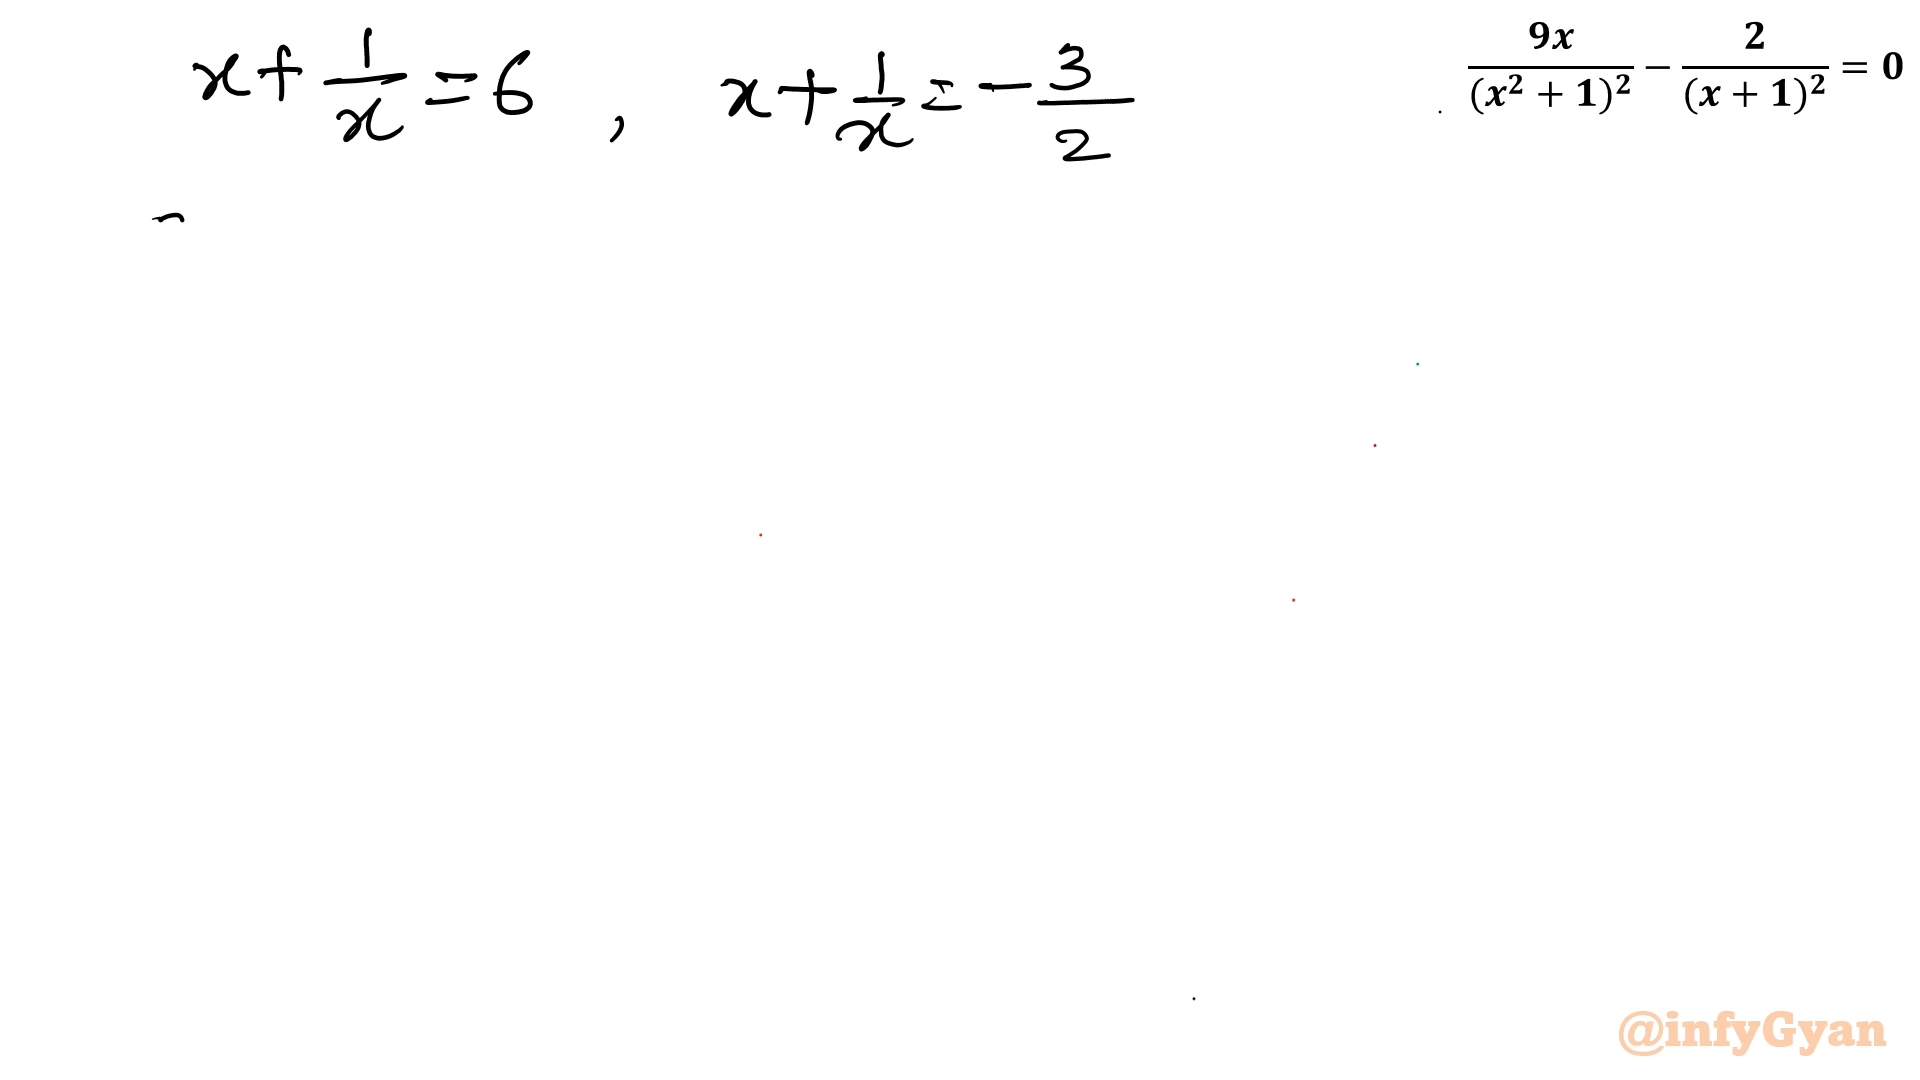 x + 1/x = 6 , x + 1/x = - 3/2
9x/(x² + 1)² − 2/(x + 1)² = 0
@infyGyan